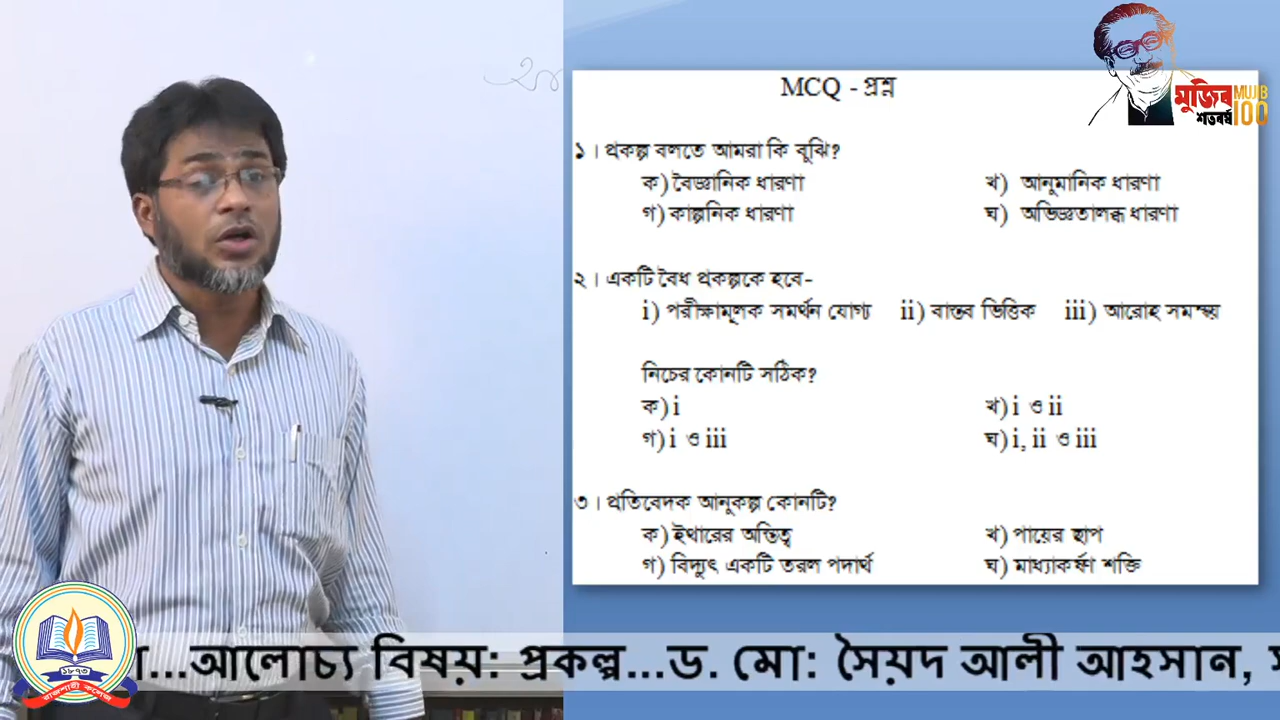 MCQ - প্রশ্ন
১। প্রকল্প বলতে আমরা কি বুঝি?
ক) বৈজ্ঞানিক ধারণা খ) আনুমানিক ধারণা
গ) কাল্পনিক ধারণা ঘ) অভিজ্ঞতালব্ধ ধারণা
২। একটি বৈধ প্রকল্পকে হবে-
i) পরীক্ষামূলক সমর্থন যোগ্য ii) বাস্তব ভিত্তিক iii) আরোহ সমন্বয়
নিচের কোনটি সঠিক?
ক) i খ) i ও ii
গ) i ও iii ঘ) i, ii ও iii
৩। প্রতিবেদক আনুকল্প কোনটি?
ক) ইথারের অস্তিত্ব খ) পায়ের ছাপ
গ) বিদ্যুৎ একটি তরল পদার্থ ঘ) মাধ্যাকর্ষা শক্তি
মুজিব শতবর্ষ
MUJIB 100
১৮৭৩
রাজশাহী কলেজ
...আলোচ্য বিষয়: প্রকল্প...ড. মো: সৈয়দ আলী আহসান,